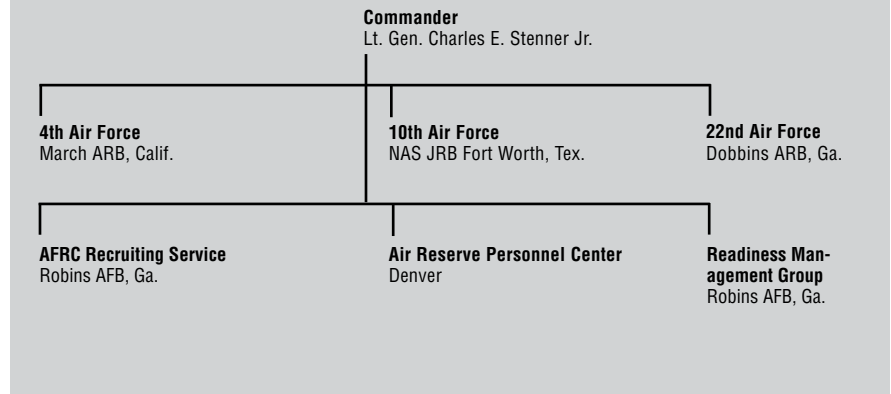 Commander
Lt. Gen. Charles E. Stenner Jr.
4th Air Force
March ARB, Calif.
10th Air Force
NAS JRB Fort Worth, Tex.
22nd Air Force
Dobbins ARB, Ga.
AFRC Recruiting Service
Robins AFB, Ga.
Air Reserve Personnel Center
Denver
Readiness Man-
agement Group
Robins AFB, Ga.